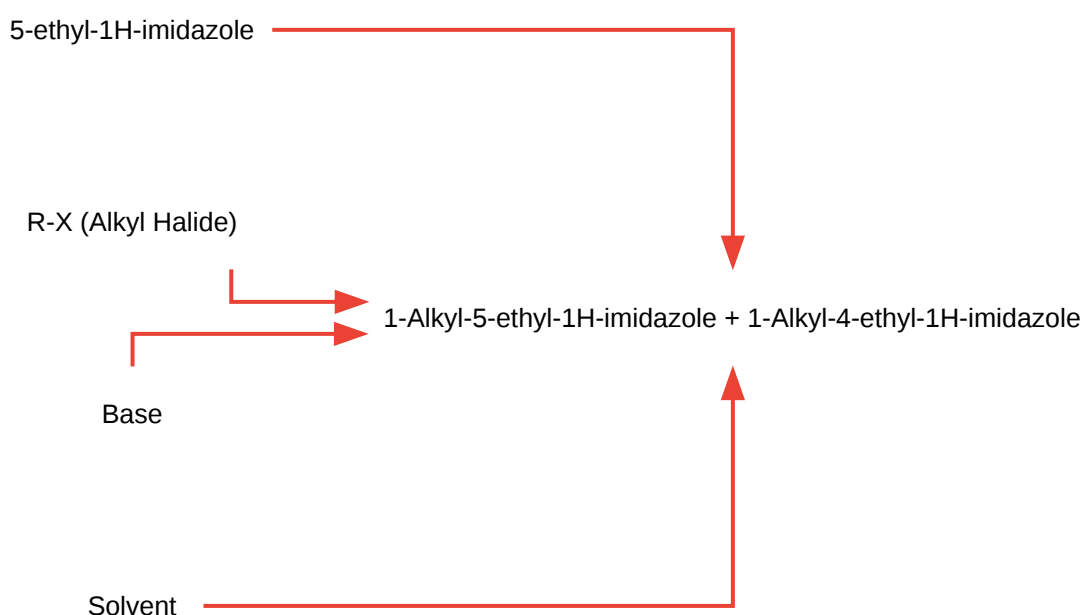 5-ethyl-1H-imidazole
R-X (Alkyl Halide)
1-Alkyl-5-ethyl-1H-imidazole + 1-Alkyl-4-ethyl-1H-imidazole
Base
Solvent